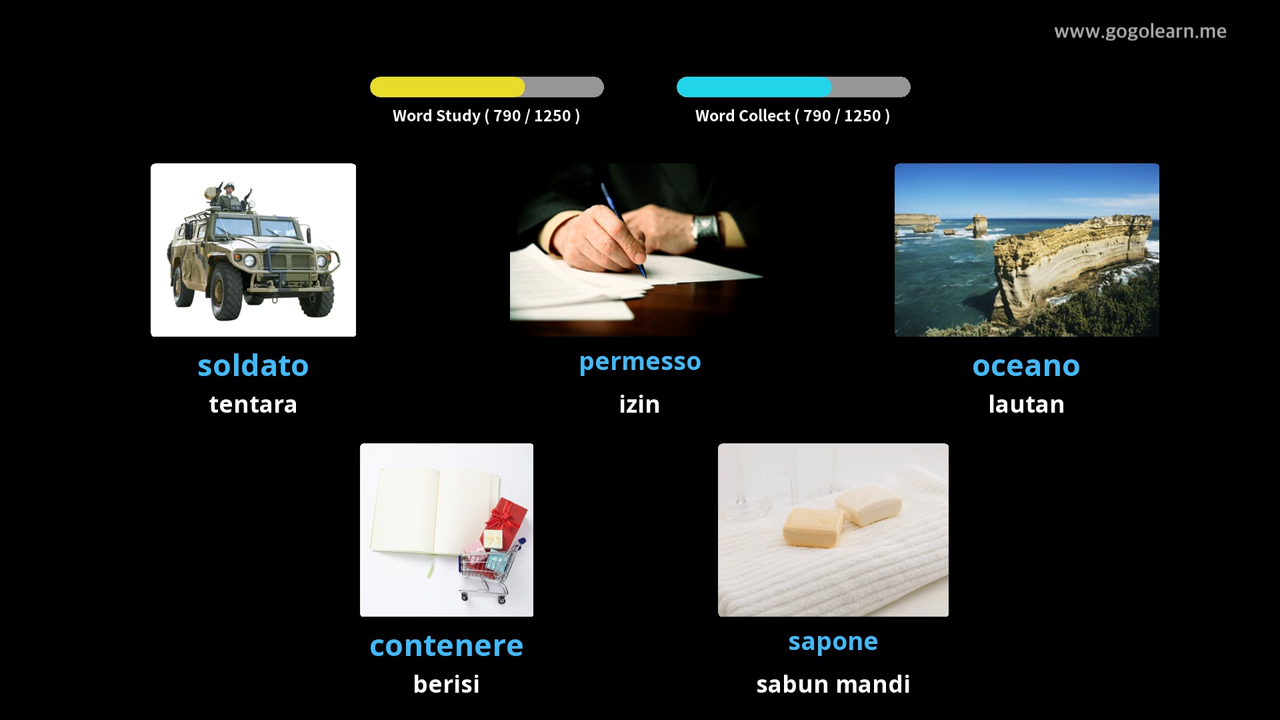 www.gogolearn.me
Word Study ( 790 / 1250 )
Word Collect ( 790 / 1250 )
soldato
tentara
permesso
izin
oceano
lautan
contenere
berisi
sapone
sabun mandi